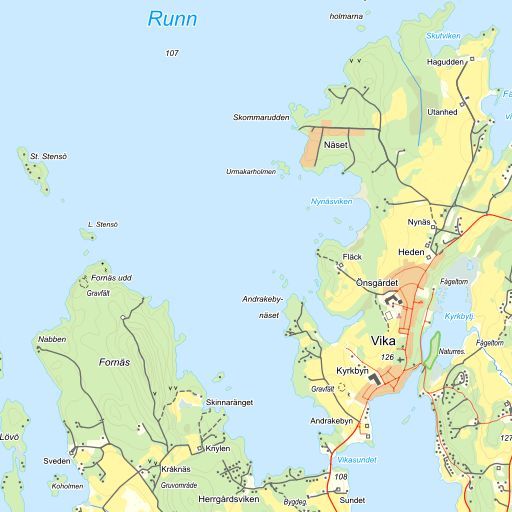 Runn
holmarna
Skutviken
107
Hagudden
Skommarudden
Utanhed
Näset
St. Stensö
Urmakarholmen
Nynäsviken
L. Stensö
Nynäs
Heden
Fläck
Fornäs udd
Gravfält
Önsgärdet
Fågeltorn
Andrakeby-
näset
Kyrkbytj.
Nabben
Vika
Fågeltorn
126
Naturres.
Fornäs
Kyrkbyn
Gravfält
Skinnaränget
Andrakebyn
Lövö
127
Knylen
Sveden
Vikasundet
Kråknäs
108
Koholmen
Gruvområde
Herrgårdsviken
Bygdeg.
Sundet